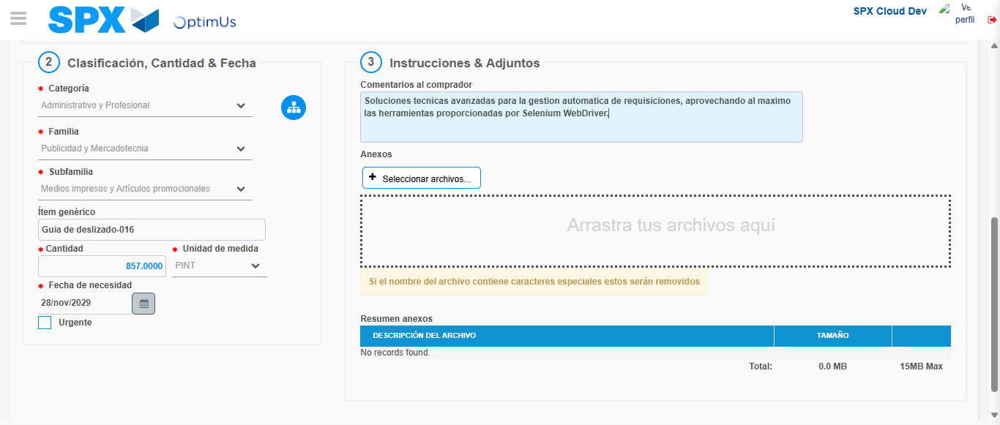 SPX
OptimUs
SPX Cloud Dev
Ve
perfil
2 Clasificación, Cantidad & Fecha
* Categoría
Administrativo y Profesional
* Familia
Publicidad y Mercadotecnia
* Subfamilia
Medios impresos y Artículos promocionales
Ítem genérico
Guia de deslizado-016
* Cantidad * Unidad de medida
857.0000 PINT
* Fecha de necesidad
28/nov/2029
Urgente
3 Instrucciones & Adjuntos
Comentarios al comprador
Soluciones tecnicas avanzadas para la gestion automatica de requisiciones, aprovechando al maximo
las herramientas proporcionadas por Selenium WebDriver.
Anexos
+ Seleccionar archivos...
Arrastra tus archivos aquí
Si el nombre del archivo contiene caracteres especiales estos serán removidos
Resumen anexos
DESCRIPCIÓN DEL ARCHIVO TAMAÑO
No records found.
Total: 0.0 MB 15MB Max